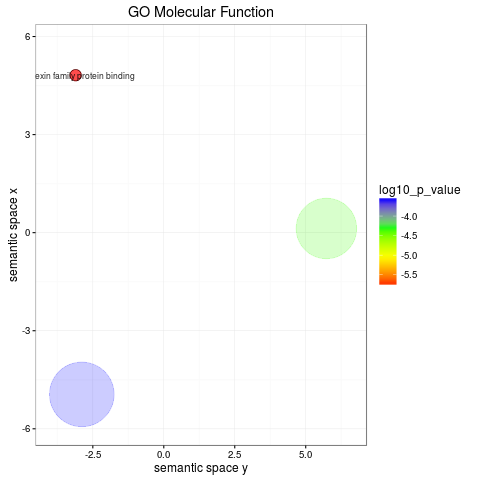 GO Molecular Function
6
3
0
-3
-6
semantic space x
exin family protein binding
-2.5
0.0
2.5
5.0
semantic space y
log10_p_value
-4.0
-4.5
-5.0
-5.5